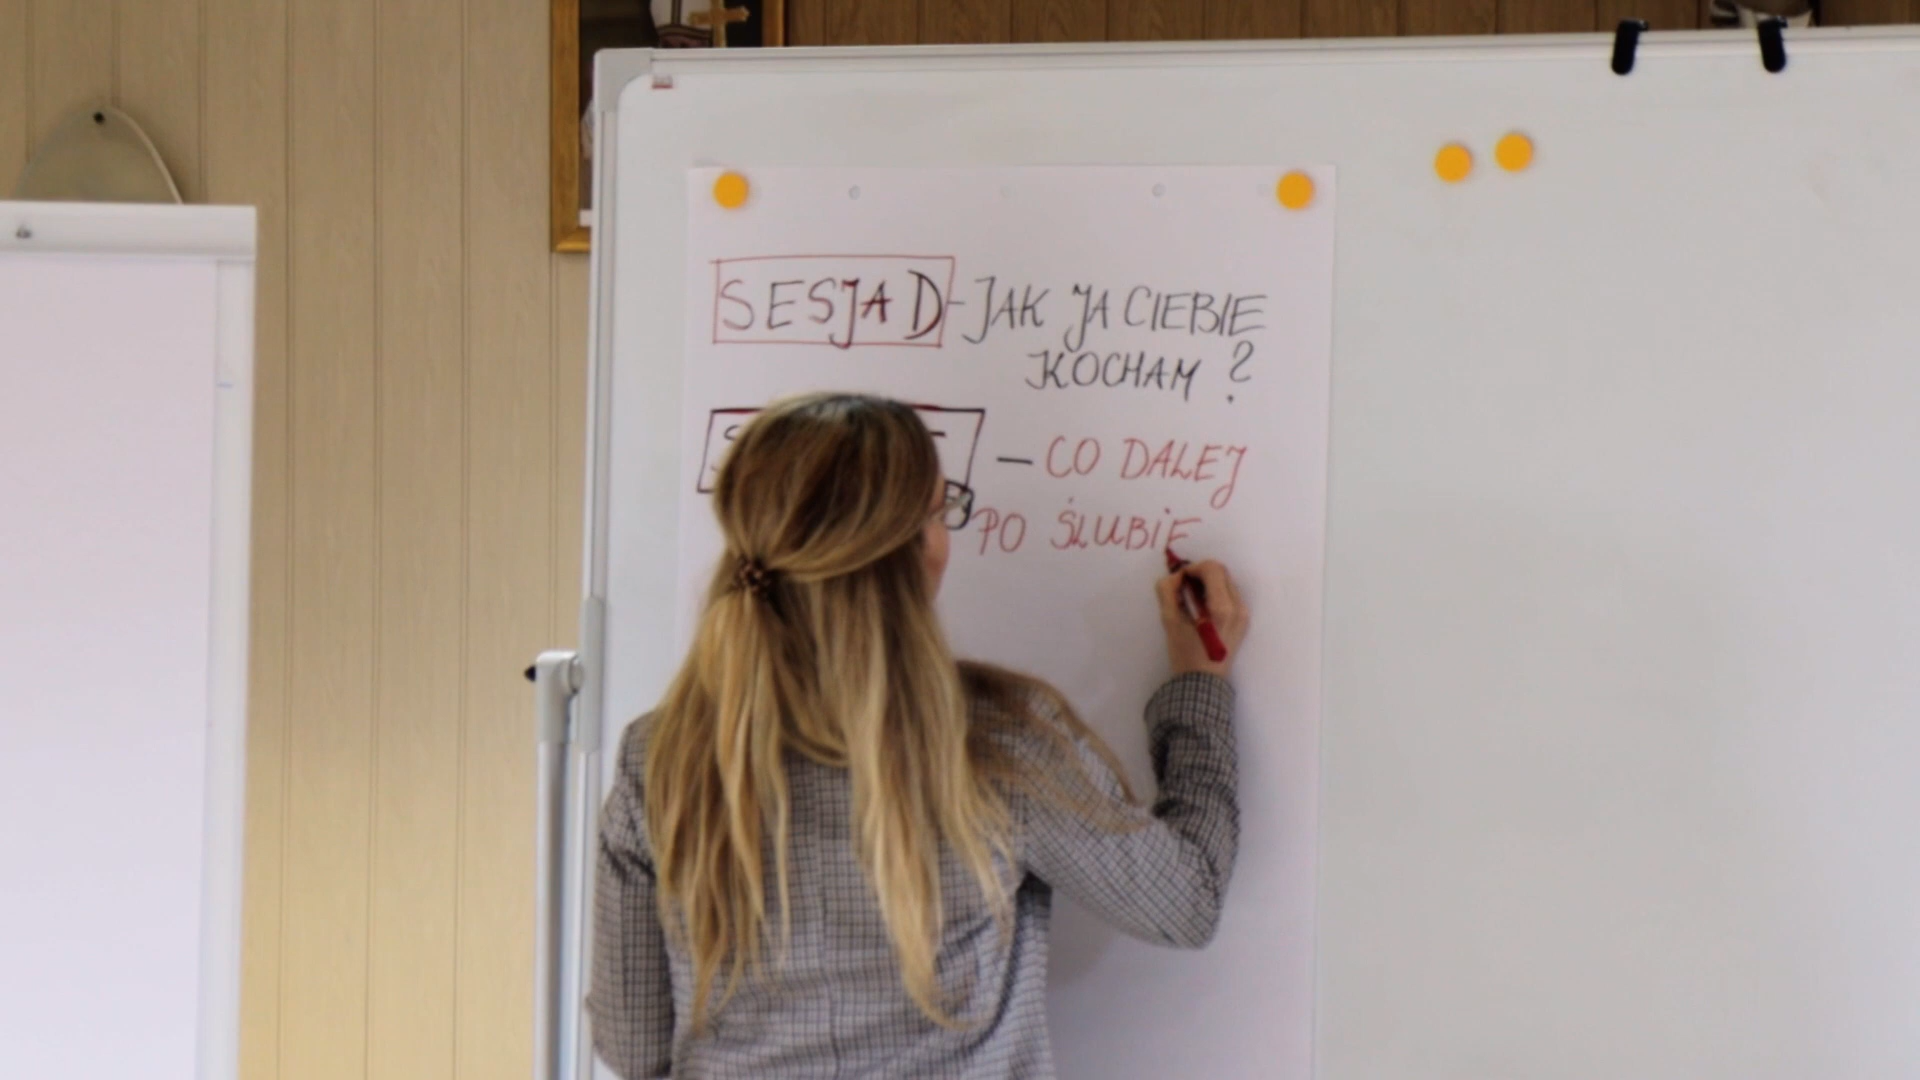 SESJA D - JAK JA CIEBIE
KOCHAM ?
— CO DALEJ
PO ŚLUBIE